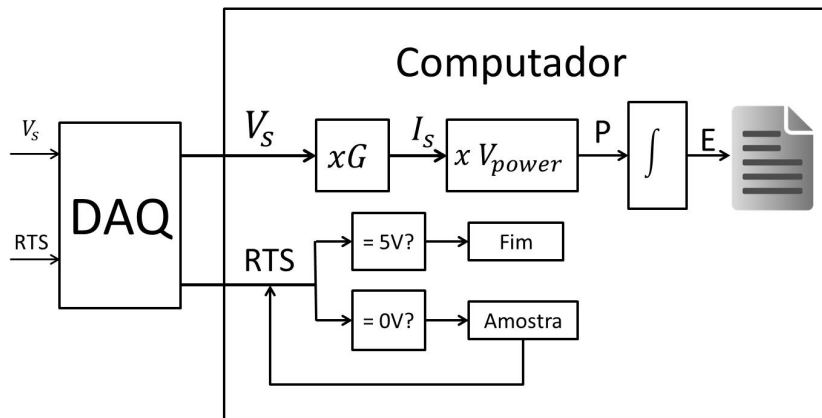 Computador
V_s
V_s
xG
I_s
x V_power
P
∫
E
DAQ
RTS
RTS
= 5V?
Fim
= 0V?
Amostra